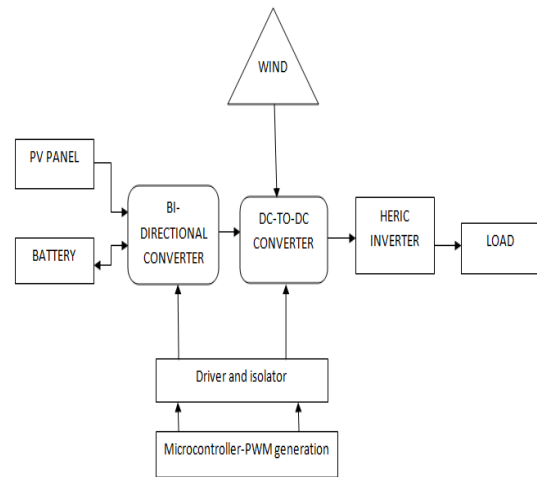 WIND
PV PANEL
BI-
DIRECTIONAL
CONVERTER
DC-TO-DC
CONVERTER
HERIC
INVERTER
LOAD
BATTERY
Driver and isolator
Microcontroller-PWM generation